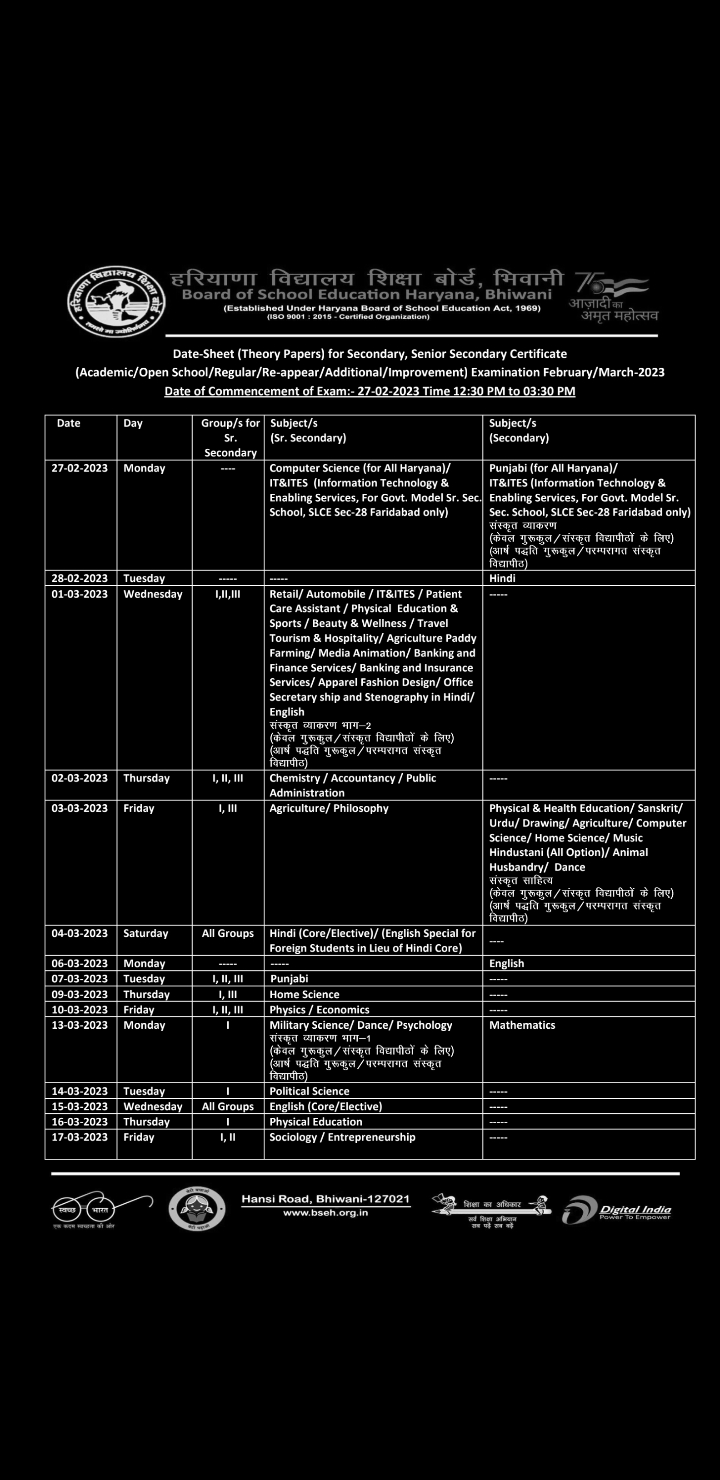 हरियाणा विद्यालय शिक्षा बोर्ड, भिवानी
Board of School Education Haryana, Bhiwani
(Established Under Haryana Board of School Education Act, 1969)
(ISO 9001 : 2015 - Certified Organization)
हरियाणा विद्यालय शिक्षा बोर्ड
75
आज़ादी का
अमृत महोत्सव
Date-Sheet (Theory Papers) for Secondary, Senior Secondary Certificate
(Academic/Open School/Regular/Re-appear/Additional/Improvement) Examination February/March-2023
Date of Commencement of Exam:- 27-02-2023 Time 12:30 PM to 03:30 PM
Date Day Group/s for Sr. Secondary Subject/s (Sr. Secondary) Subject/s (Secondary)
27-02-2023 Monday ----
Computer Science (for All Haryana)/
IT&ITES (Information Technology &
Enabling Services, For Govt. Model Sr. Sec.
School, SLCE Sec-28 Faridabad only)
Punjabi (for All Haryana)/
IT&ITES (Information Technology &
Enabling Services, For Govt. Model Sr.
Sec. School, SLCE Sec-28 Faridabad only)
संस्कृत व्याकरण
(केवल गुरूकुल/संस्कृत विद्यापीठों के लिए)
(आर्ष पद्धति गुरूकुल/परम्परागत संस्कृत
विद्यापीठ)
28-02-2023 Tuesday ----- ----- Hindi
01-03-2023 Wednesday I,II,III
Retail/ Automobile / IT&ITES / Patient
Care Assistant / Physical Education &
Sports / Beauty & Wellness / Travel
Tourism & Hospitality/ Agriculture Paddy
Farming/ Media Animation/ Banking and
Finance Services/ Banking and Insurance
Services/ Apparel Fashion Design/ Office
Secretary ship and Stenography in Hindi/
English
संस्कृत व्याकरण भाग–2
(केवल गुरूकुल/संस्कृत विद्यापीठों के लिए)
(आर्ष पद्धति गुरूकुल/परम्परागत संस्कृत
विद्यापीठ)
-----
02-03-2023 Thursday I, II, III
Chemistry / Accountancy / Public
Administration
-----
03-03-2023 Friday I, III Agriculture/ Philosophy
Physical & Health Education/ Sanskrit/
Urdu/ Drawing/ Agriculture/ Computer
Science/ Home Science/ Music
Hindustani (All Option)/ Animal
Husbandry/ Dance
संस्कृत साहित्य
(केवल गुरूकुल/संस्कृत विद्यापीठों के लिए)
(आर्ष पद्धति गुरूकुल/परम्परागत संस्कृत
विद्यापीठ)
04-03-2023 Saturday All Groups
Hindi (Core/Elective)/ (English Special for
Foreign Students in Lieu of Hindi Core)
----
06-03-2023 Monday ----- ----- English
07-03-2023 Tuesday I, II, III Punjabi -----
09-03-2023 Thursday I, III Home Science -----
10-03-2023 Friday I, II, III Physics / Economics -----
13-03-2023 Monday I
Military Science/ Dance/ Psychology
संस्कृत व्याकरण भाग–1
(केवल गुरूकुल/संस्कृत विद्यापीठों के लिए)
(आर्ष पद्धति गुरूकुल/परम्परागत संस्कृत
विद्यापीठ)
Mathematics
14-03-2023 Tuesday I Political Science -----
15-03-2023 Wednesday All Groups English (Core/Elective) -----
16-03-2023 Thursday I Physical Education -----
17-03-2023 Friday I, II Sociology / Entrepreneurship -----
स्वच्छ भारत
एक कदम स्वच्छता की ओर
Hansi Road, Bhiwani-127021
www.bseh.org.in
शिक्षा का अधिकार
सर्व शिक्षा अभियान
सब पढ़ें सब बढ़ें
Digital India
Power To Empower